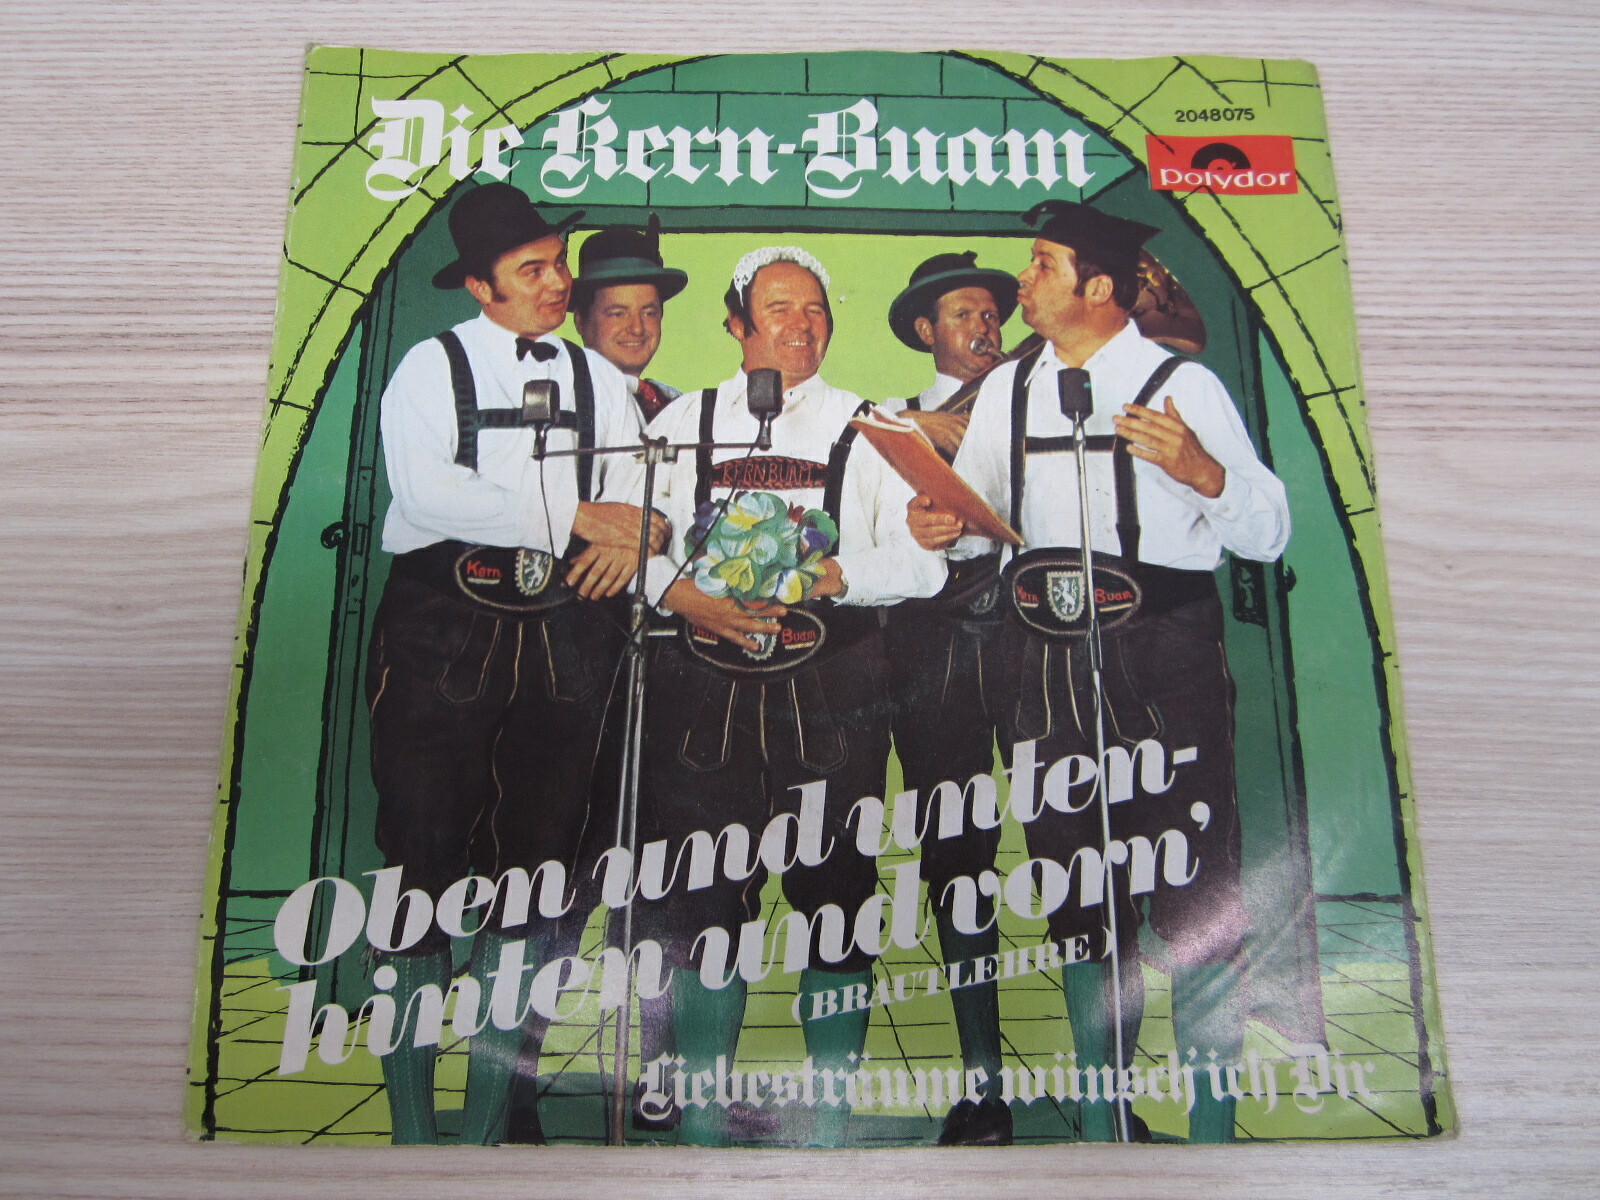 Die Kern-Buam
2048075
polydor
KERNBUAM
Kern
Kern Buam
Kern Buam
Oben und unten-
hinten und vorn'
(BRAUTLEHRE)
Liebesträume wünsch' ich Dir